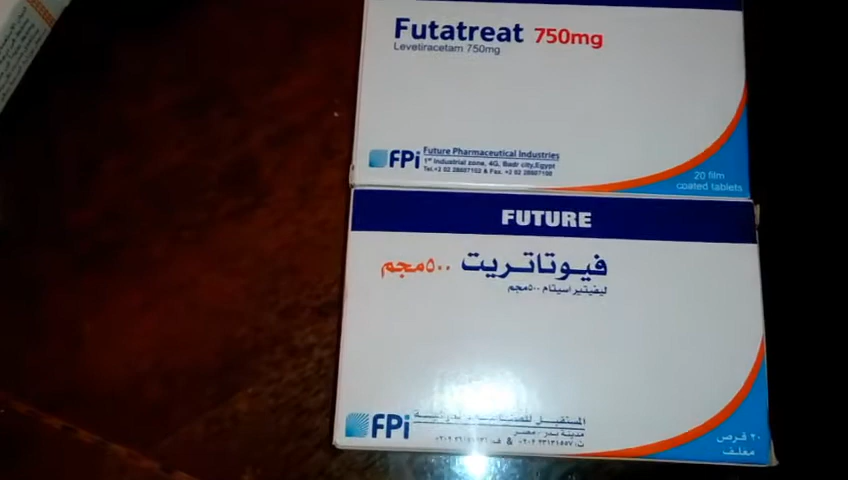 Futatreat 750mg
Levetiracetam 750mg
FPi
Future Pharmaceutical Industries
1st Industrial zone, 4G, Badr city, Egypt
20 film
coated tablets
FUTURE
فيوتاتريت ٥٠٠مجم
ليفيتيراسيتام ٥٠٠مجم
FPi
المستقبل
مدينة بدر - مصر
٢٠ قرص
مغلف